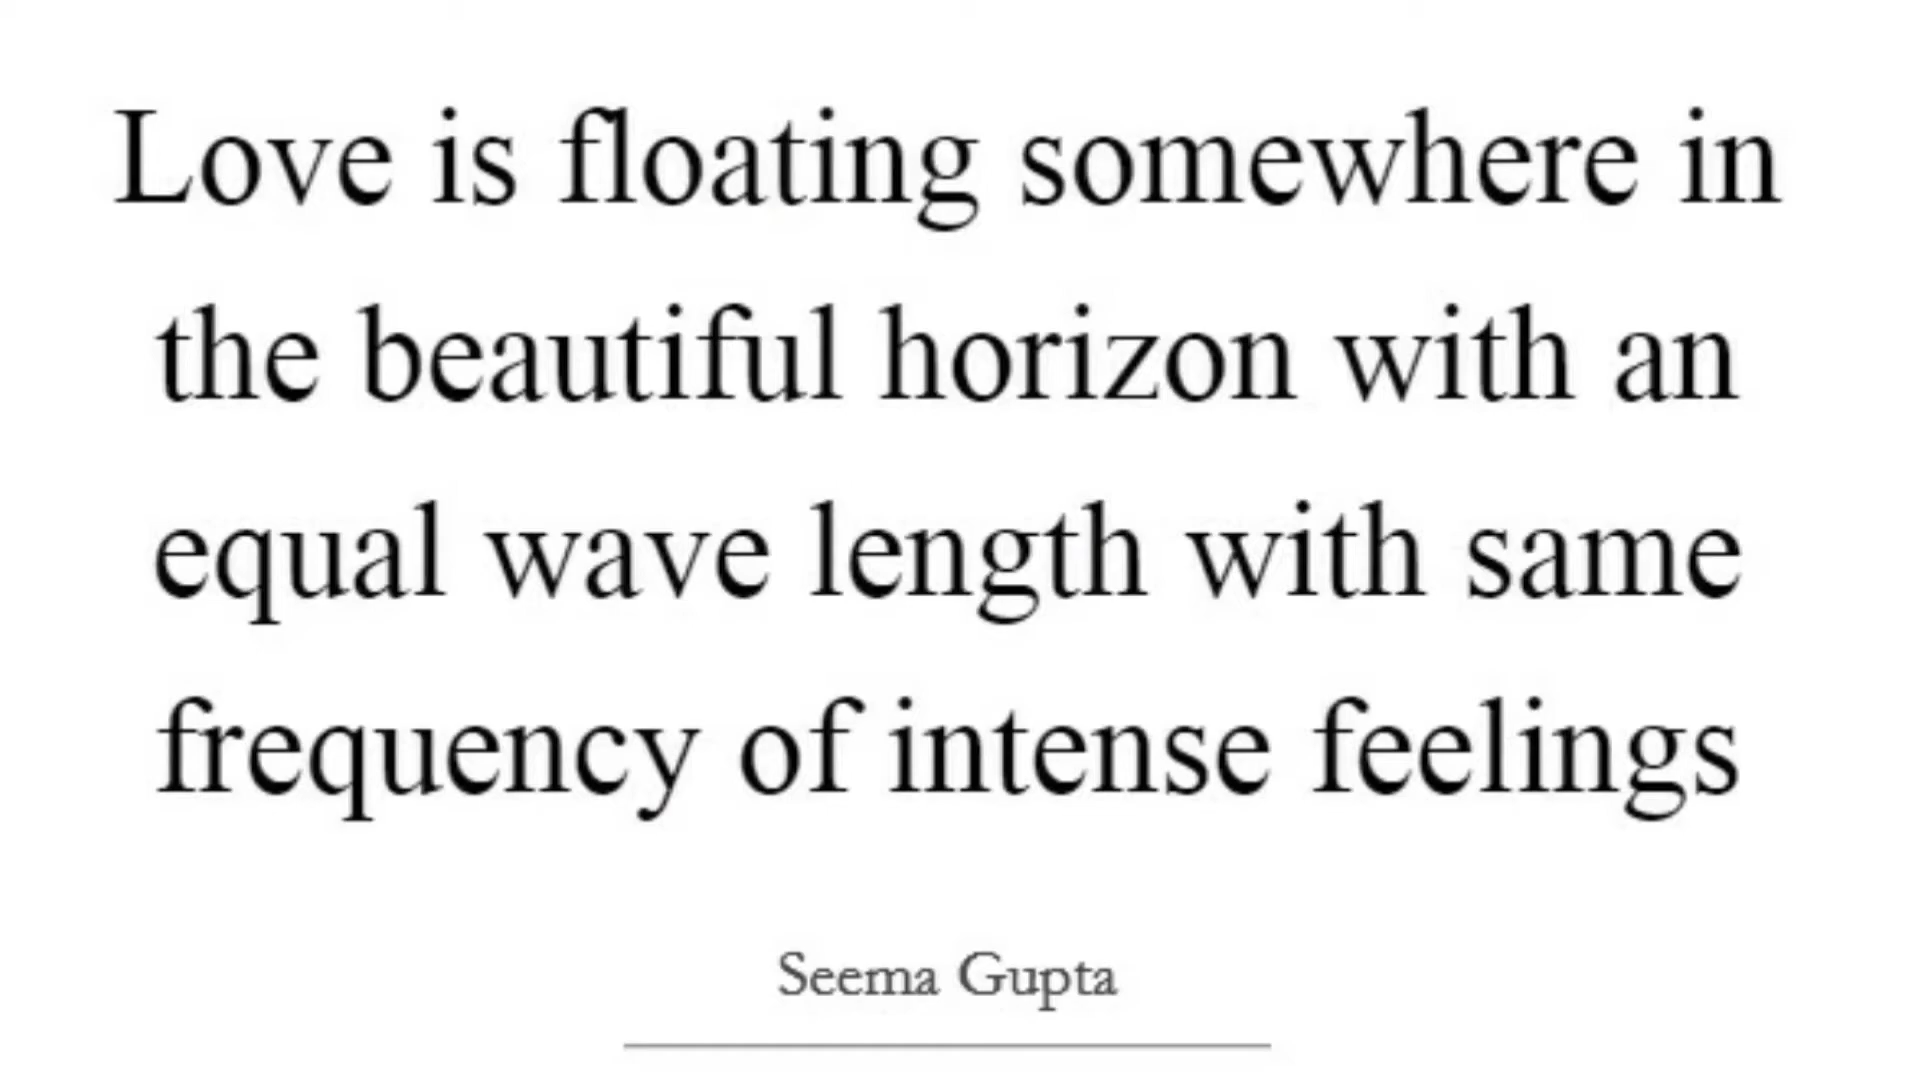 Love is floating somewhere in
the beautiful horizon with an
equal wave length with same
frequency of intense feelings
Seema Gupta